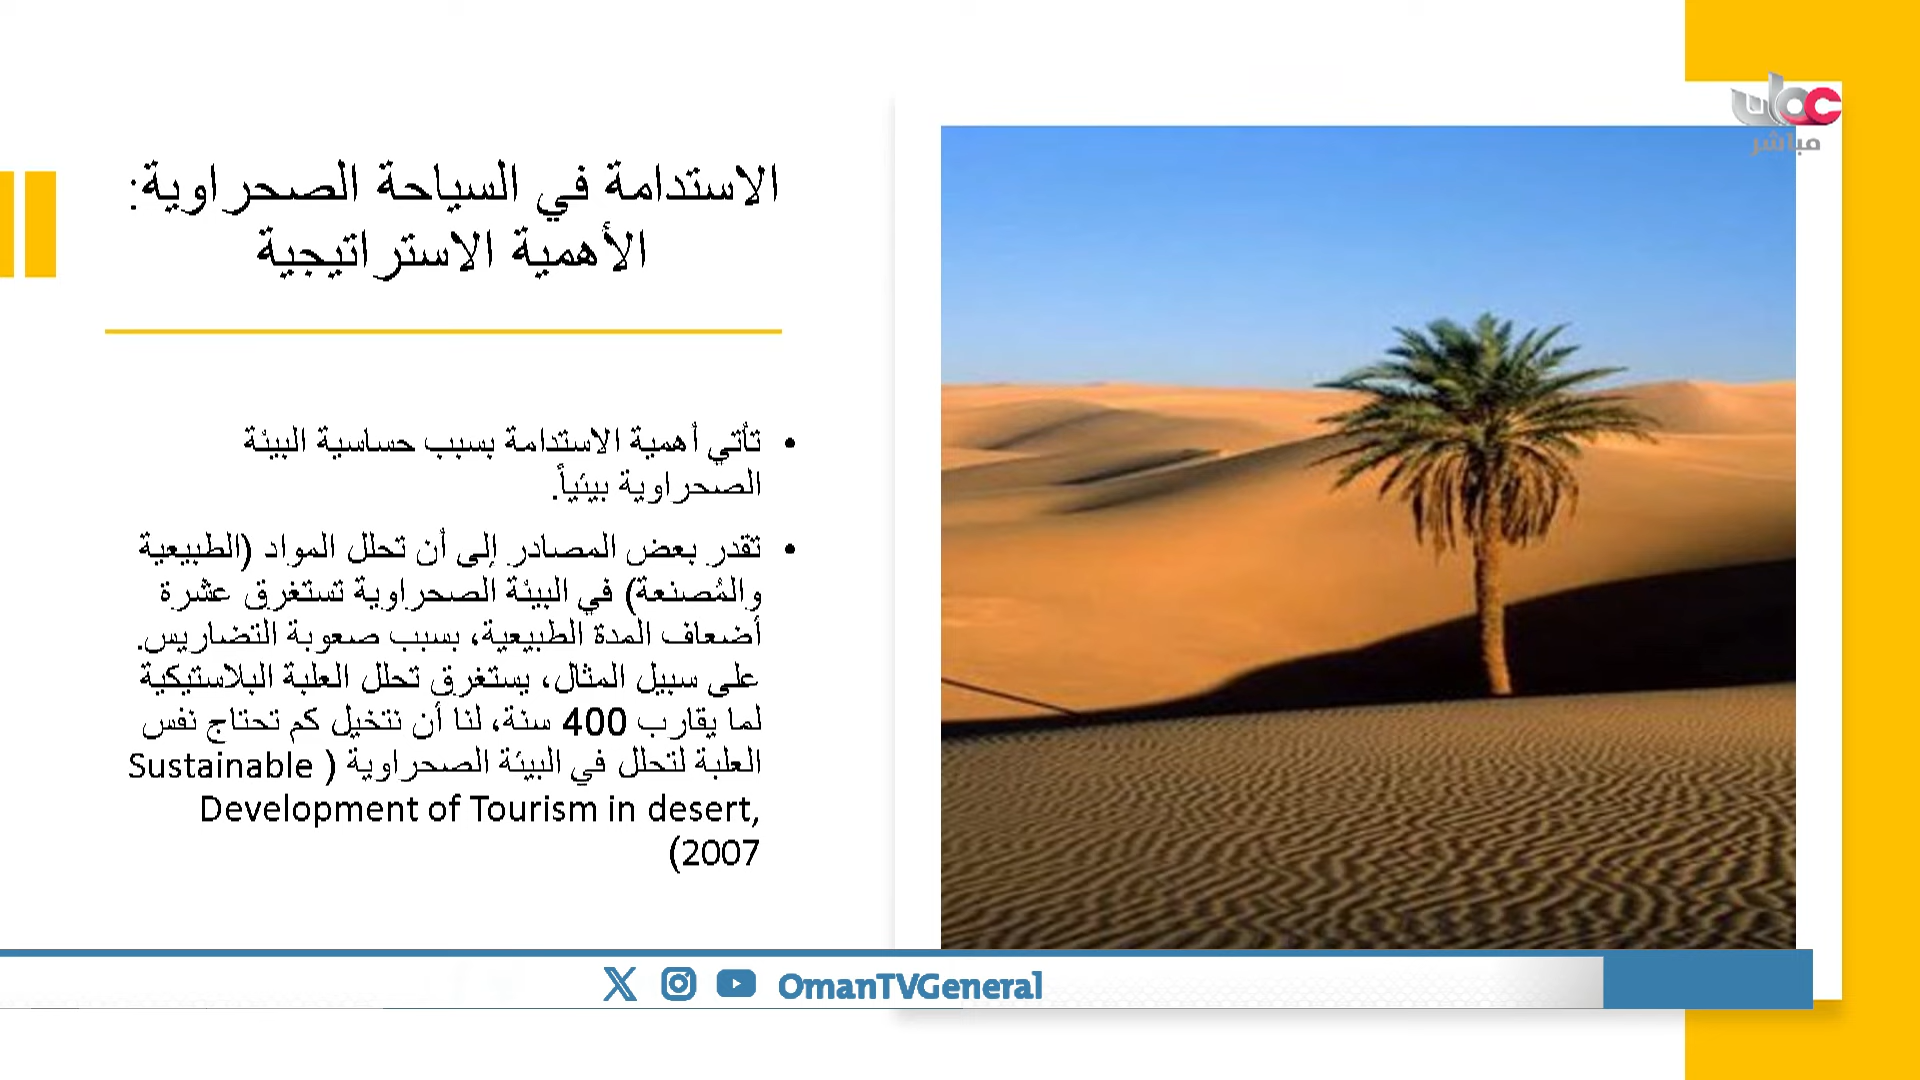 الاستدامة في السياحة الصحراوية:
الأهمية الاستراتيجية
• تأتي أهمية الاستدامة بسبب حساسية البيئة
الصحراوية بيئياً.
• تقدر بعض المصادر إلى أن تحلل المواد (الطبيعية
والمُصنعة) في البيئة الصحراوية تستغرق عشرة
أضعاف المدة الطبيعية، بسبب صعوبة التضاريس.
على سبيل المثال، يستغرق تحلل العلبة البلاستيكية
لما يقارب 400 سنة، لنا أن نتخيل كم تحتاج نفس
العلبة لتحلل في البيئة الصحراوية ( Sustainable
Development of Tourism in desert,
2007)
عمان
مباشر
OmanTVGeneral